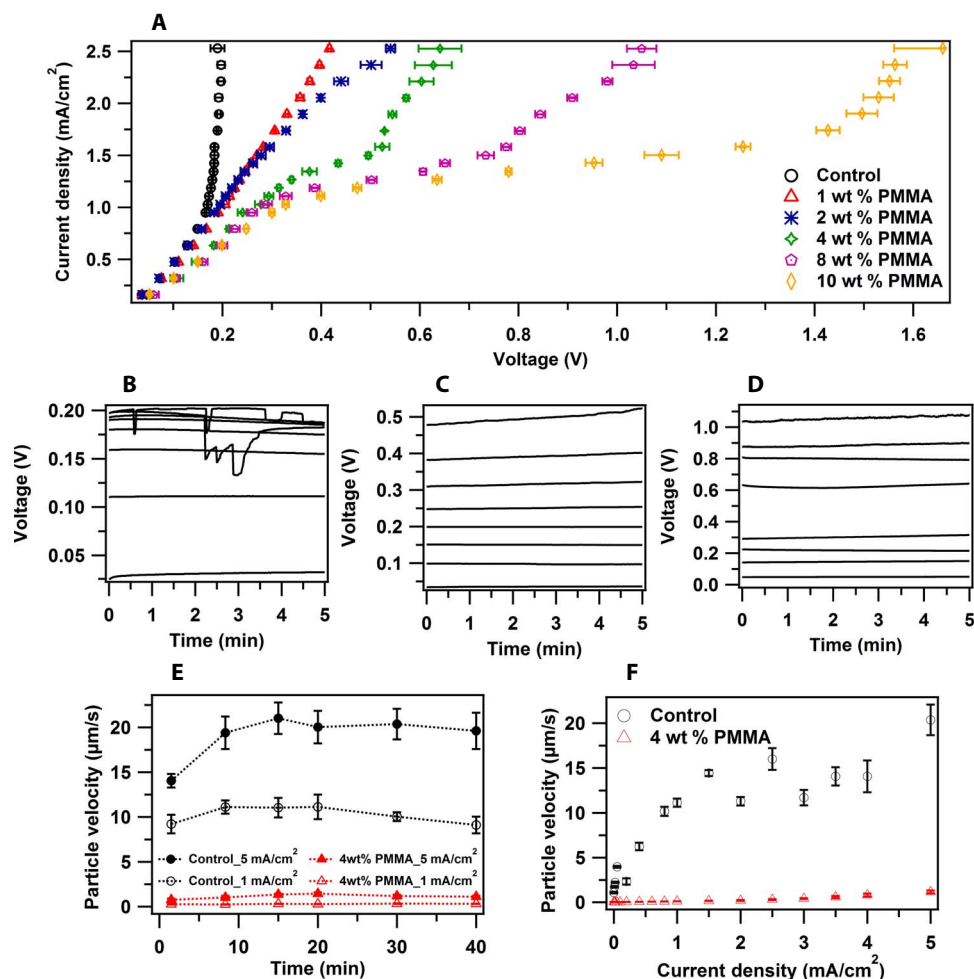 A
Current density (mA/cm²)
2.5
2.0
1.5
1.0
0.5
Control
1 wt % PMMA
2 wt % PMMA
4 wt % PMMA
8 wt % PMMA
10 wt % PMMA
0.2 0.4 0.6 0.8 1.0 1.2 1.4 1.6
Voltage (V)
B
Voltage (V)
0.20
0.15
0.10
0.05
0 1 2 3 4 5
Time (min)
C
Voltage (V)
0.5
0.4
0.3
0.2
0.1
0 1 2 3 4 5
Time (min)
D
Voltage (V)
1.0
0.8
0.6
0.4
0.2
0.0
0 1 2 3 4 5
Time (min)
E
Particle velocity (µm/s)
20
15
10
5
0
Control_5 mA/cm² 4wt% PMMA_5 mA/cm²
Control_1 mA/cm² 4wt% PMMA_1 mA/cm²
0 10 20 30 40
Time (min)
F
Particle velocity (µm/s)
20
15
10
5
0
Control
4 wt % PMMA
0 1 2 3 4 5
Current density (mA/cm²)